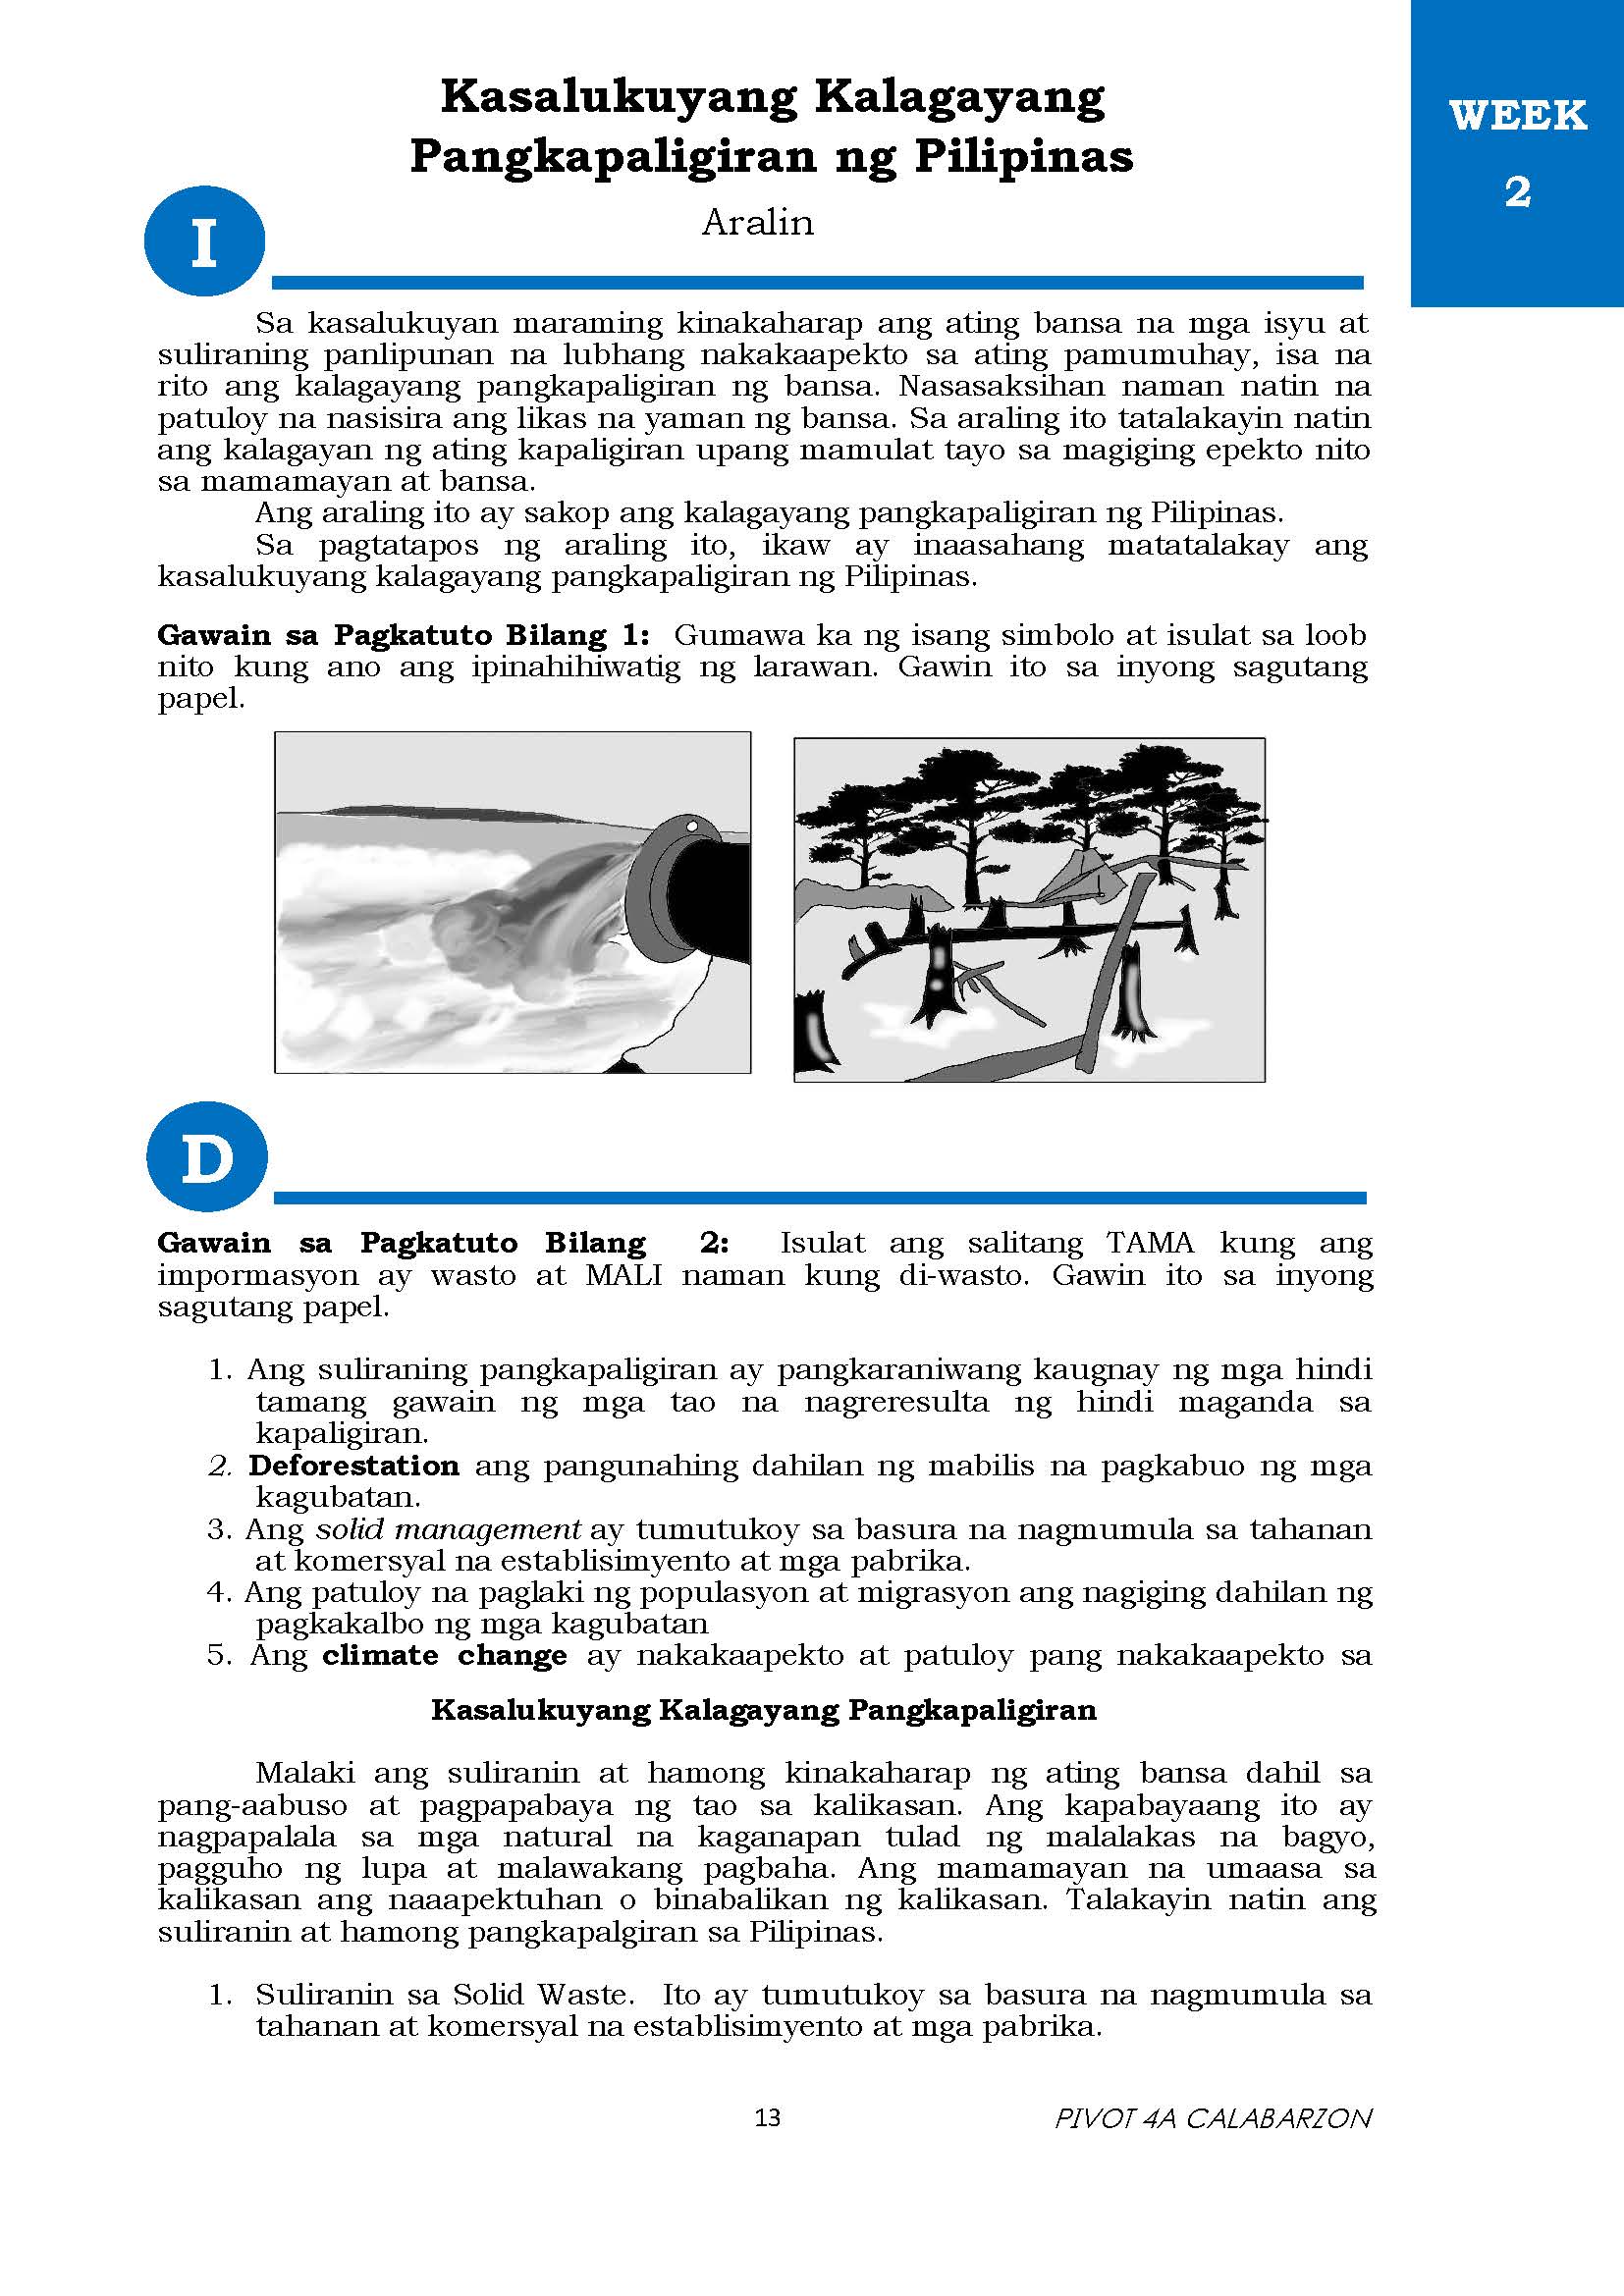 Kasalukuyang Kalagayang
Pangkapaligiran ng Pilipinas
Aralin
WEEK
2
I
Sa kasalukuyan maraming kinakaharap ang ating bansa na mga isyu at
suliraning panlipunan na lubhang nakakaapekto sa ating pamumuhay, isa na
rito ang kalagayang pangkapaligiran ng bansa. Nasasaksihan naman natin na
patuloy na nasisira ang likas na yaman ng bansa. Sa araling ito tatalakayin natin
ang kalagayan ng ating kapaligiran upang mamulat tayo sa magiging epekto nito
sa mamamayan at bansa.
Ang araling ito ay sakop ang kalagayang pangkapaligiran ng Pilipinas.
Sa pagtatapos ng araling ito, ikaw ay inaasahang matatalakay ang
kasalukuyang kalagayang pangkapaligiran ng Pilipinas.
Gawain sa Pagkatuto Bilang 1: Gumawa ka ng isang simbolo at isulat sa loob
nito kung ano ang ipinahihiwatig ng larawan. Gawin ito sa inyong sagutang
papel.
D
Gawain sa Pagkatuto Bilang 2: Isulat ang salitang TAMA kung ang
impormasyon ay wasto at MALI naman kung di-wasto. Gawin ito sa inyong
sagutang papel.
1. Ang suliraning pangkapaligiran ay pangkaraniwang kaugnay ng mga hindi
tamang gawain ng mga tao na nagreresulta ng hindi maganda sa
kapaligiran.
2. Deforestation ang pangunahing dahilan ng mabilis na pagkabuo ng mga
kagubatan.
3. Ang solid management ay tumutukoy sa basura na nagmumula sa tahanan
at komersyal na establisimyento at mga pabrika.
4. Ang patuloy na paglaki ng populasyon at migrasyon ang nagiging dahilan ng
pagkakalbo ng mga kagubatan
5. Ang climate change ay nakakaapekto at patuloy pang nakakaapekto sa
Kasalukuyang Kalagayang Pangkapaligiran
Malaki ang suliranin at hamong kinakaharap ng ating bansa dahil sa
pang-aabuso at pagpapabaya ng tao sa kalikasan. Ang kapabayaang ito ay
nagpapalala sa mga natural na kaganapan tulad ng malalakas na bagyo,
pagguho ng lupa at malawakang pagbaha. Ang mamamayan na umaasa sa
kalikasan ang naaapektuhan o binabalikan ng kalikasan. Talakayin natin ang
suliranin at hamong pangkapalgiran sa Pilipinas.
1. Suliranin sa Solid Waste. Ito ay tumutukoy sa basura na nagmumula sa
tahanan at komersyal na establisimyento at mga pabrika.
13
PIVOT 4A CALABARZON